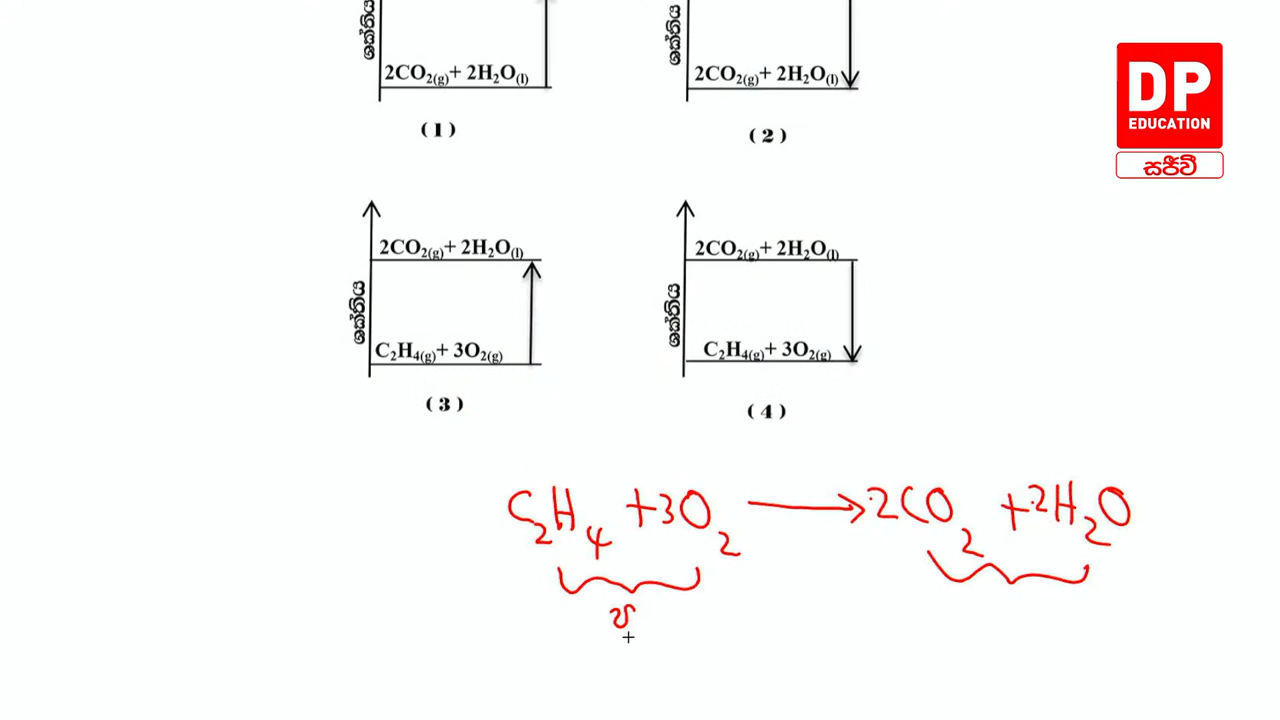 ශක්තිය
ශක්තිය
2CO₂(g)+ 2H₂O(l)
2CO₂(g)+ 2H₂O(l)
(1)
(2)
DP
EDUCATION
සජීවී
2CO₂(g)+ 2H₂O(l)
2CO₂(g)+ 2H₂O(l)
ශක්තිය
ශක්තිය
C₂H₄(g)+ 3O₂(g)
C₂H₄(g)+ 3O₂(g)
(3)
(4)
C₂H₄ +3O₂ → 2CO₂ +2H₂O